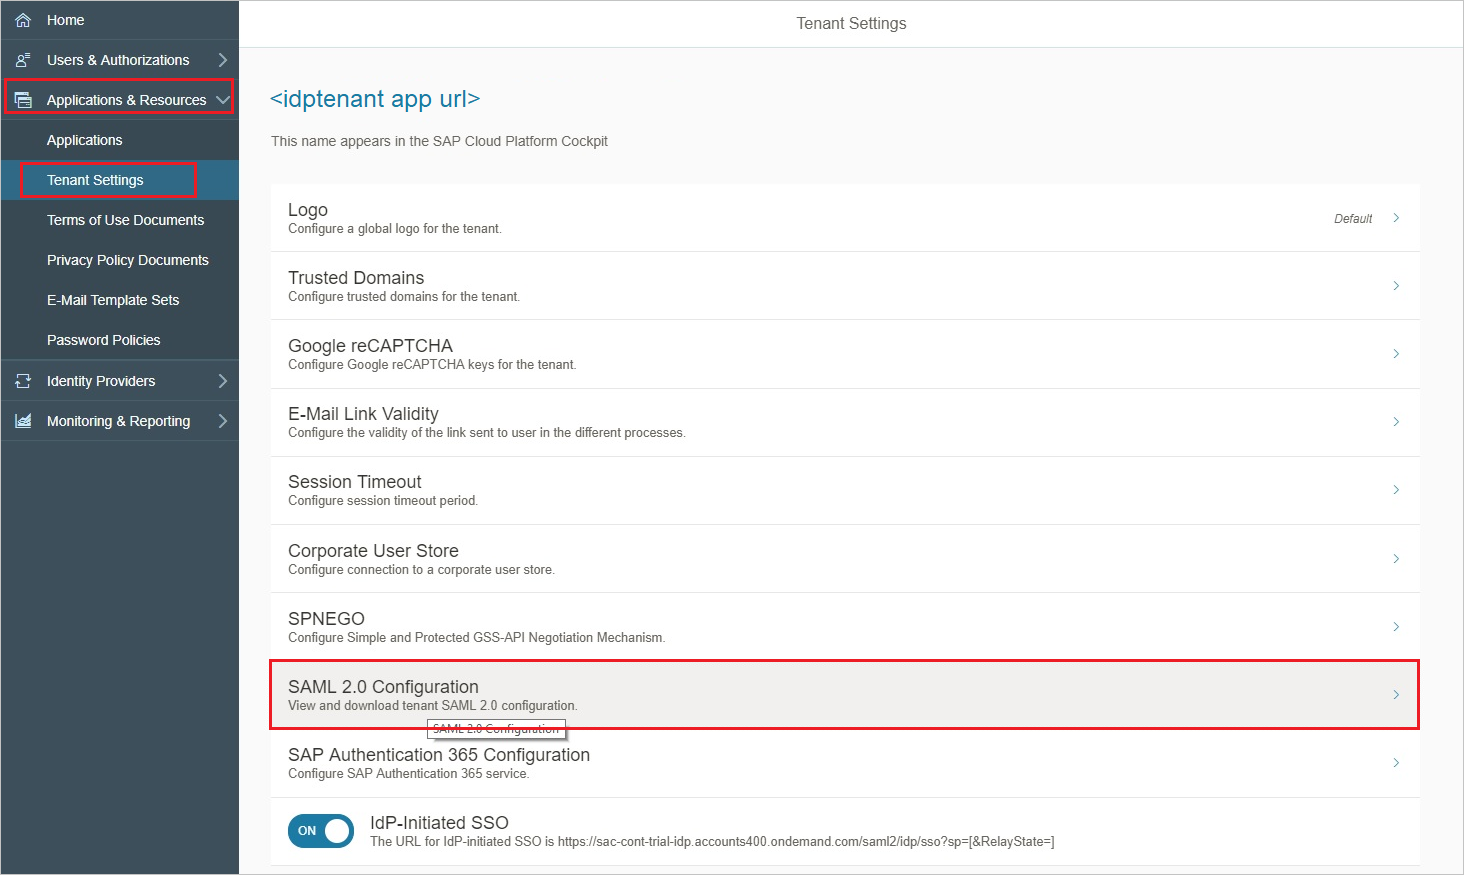 Home
Users & Authorizations
Applications & Resources
Applications
Tenant Settings
Terms of Use Documents
Privacy Policy Documents
E-Mail Template Sets
Password Policies
Identity Providers
Monitoring & Reporting
Tenant Settings
<idptenant app url>
This name appears in the SAP Cloud Platform Cockpit
Logo
Configure a global logo for the tenant.
Default
Trusted Domains
Configure trusted domains for the tenant.
Google reCAPTCHA
Configure Google reCAPTCHA keys for the tenant.
E-Mail Link Validity
Configure the validity of the link sent to user in the different processes.
Session Timeout
Configure session timeout period.
Corporate User Store
Configure connection to a corporate user store.
SPNEGO
Configure Simple and Protected GSS-API Negotiation Mechanism.
SAML 2.0 Configuration
View and download tenant SAML 2.0 configuration.
SAML 2.0 Configuration
SAP Authentication 365 Configuration
Configure SAP Authentication 365 service.
ON
IdP-Initiated SSO
The URL for IdP-initiated SSO is https://sac-cont-trial-idp.accounts400.ondemand.com/saml2/idp/sso?sp=[&RelayState=]